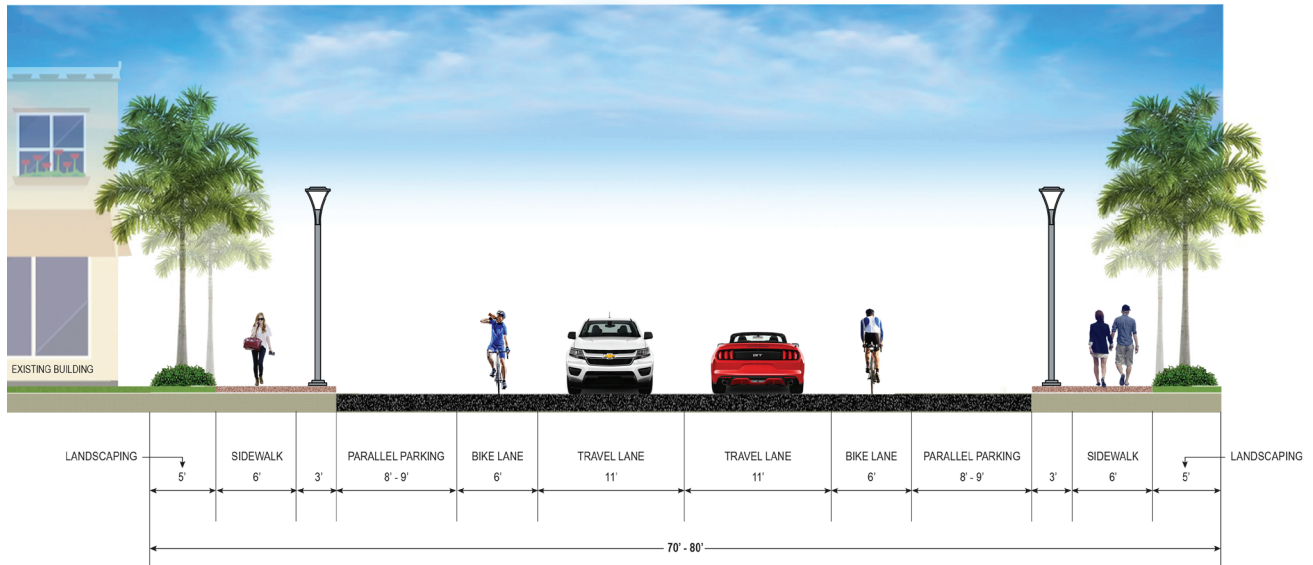 EXISTING BUILDING
LANDSCAPING
5'
SIDEWALK
6'
3'
PARALLEL PARKING
8' - 9'
BIKE LANE
6'
TRAVEL LANE
11'
TRAVEL LANE
11'
BIKE LANE
6'
PARALLEL PARKING
8' - 9'
3'
SIDEWALK
6'
5'
LANDSCAPING
70' - 80'